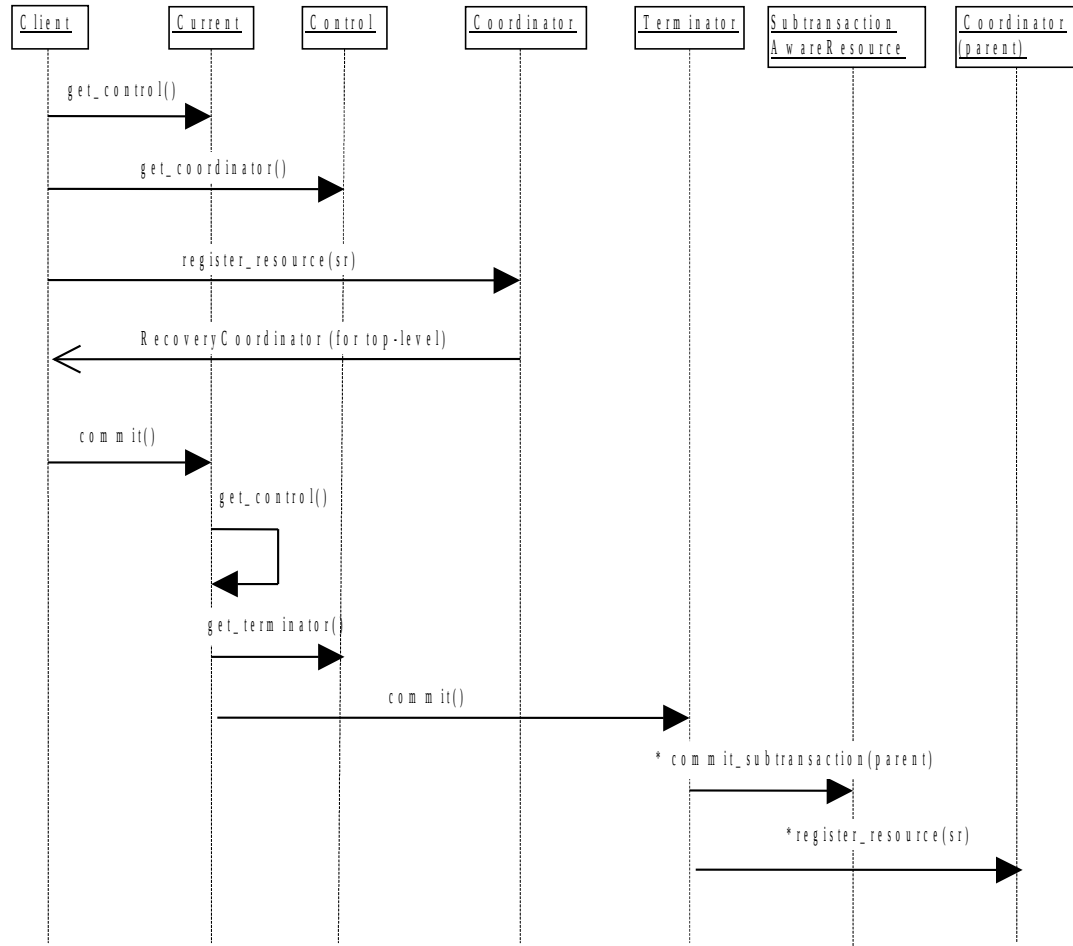 Client
Current
Control
Coordinator
Terminator
Subtransaction
AwareResource
Coordinator
(parent)
get_control()
get_coordinator()
register_resource(sr)
RecoveryCoordinator (for top-level)
commit()
get_control()
get_terminator()
commit()
* commit_subtransaction(parent)
*register_resource(sr)